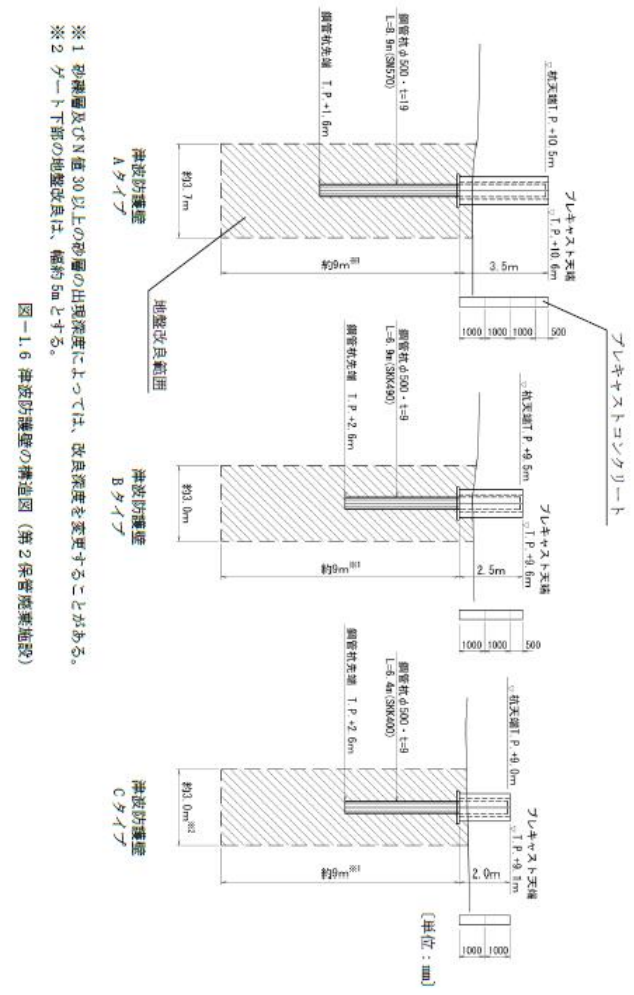 プレキャストコンクリート
プレキャスト天端
▽T.P.+10.6m
▽杭天端T.P.+10.5m
鋼管杭φ500・t=19
L=8.9m(SM570)
鋼管杭先端 T.P.+1.6m
3.5m
約9m※1
約3.7m
500
1000
1000
1000
地盤改良範囲
津波防護壁
Aタイプ
プレキャスト天端
▽T.P.+9.6m
▽杭天端T.P.+9.5m
鋼管杭φ500・t=9
L=6.9m(SKK490)
鋼管杭先端 T.P.+2.6m
2.5m
約9m※1
約3.0m
500
1000
1000
津波防護壁
Bタイプ
プレキャスト天端
▽T.P.+9.1m
▽杭天端T.P.+9.0m
鋼管杭φ500・t=9
L=6.4m(SKK400)
鋼管杭先端 T.P.+2.6m
2.0m
約9m※1
約3.0m※2
1000
1000
〔単位：mm〕
津波防護壁
Cタイプ
※1 砂礫層及びN値30以上の砂層の出現深度によっては、改良深度を変更することがある。
※2 ゲート下部の地盤改良は、幅約5mとする。
図－1.6 津波防護壁の構造図（第2保管廃棄施設）